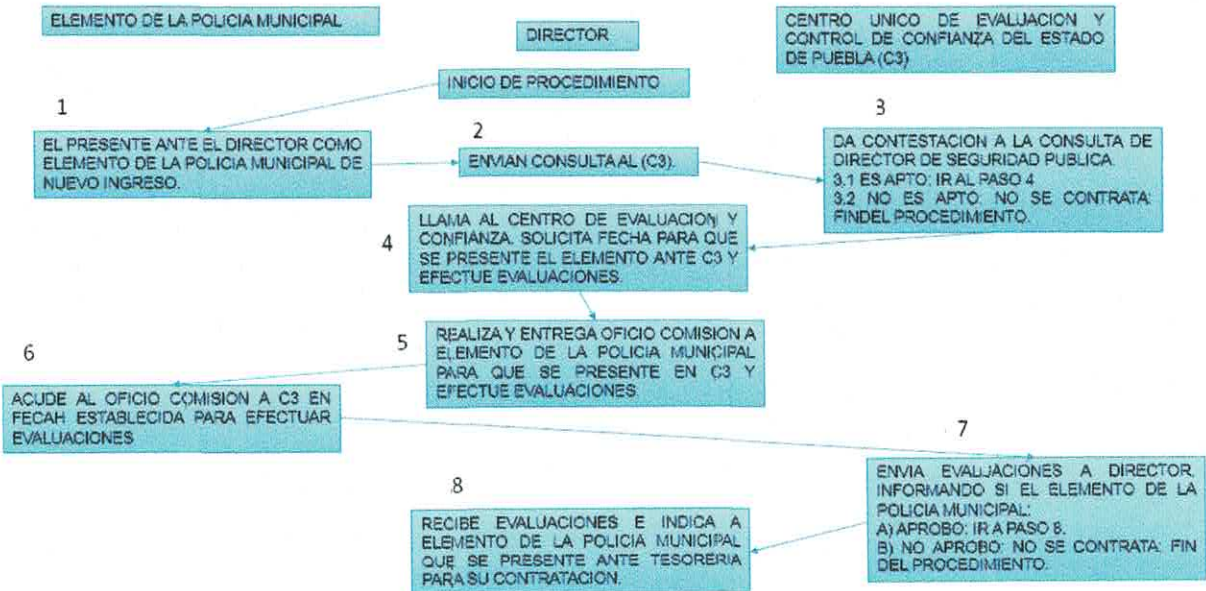 ELEMENTO DE LA POLICIA MUNICIPAL
DIRECTOR
CENTRO UNICO DE EVALUACION Y
CONTROL DE CONFIANZA DEL ESTADO
DE PUEBLA (C3)
INICIO DE PROCEDIMIENTO
1
EL PRESENTE ANTE EL DIRECTOR COMO
ELEMENTO DE LA POLICIA MUNICIPAL DE
NUEVO INGRESO.
2
ENVIAN CONSULTA AL (C3).
3
DA CONTESTACION A LA CONSULTA DE
DIRECTOR DE SEGURIDAD PUBLICA.
3.1 ES APTO: IR AL PASO 4
3.2 NO ES APTO: NO SE CONTRATA:
FINDEL PROCEDIMIENTO.
4
LLAMA AL CENTRO DE EVALUACION Y
CONFIANZA. SOLICITA FECHA PARA QUE
SE PRESENTE EL ELEMENTO ANTE C3 Y
EFECTUE EVALUACIONES.
5
REALIZA Y ENTREGA OFICIO COMISION A
ELEMENTO DE LA POLICIA MUNICIPAL
PARA QUE SE PRESENTE EN C3 Y
EFECTUE EVALUACIONES
6
ACUDE AL OFICIO COMISION A C3 EN
FECAH ESTABLECIDA PARA EFECTUAR
EVALUACIONES
7
ENVIA EVALUACIONES A DIRECTOR,
INFORMANDO SI EL ELEMENTO DE LA
POLICIA MUNICIPAL:
A) APROBO: IR A PASO 8.
B) NO APROBO: NO SE CONTRATA: FIN
DEL PROCEDIMIENTO.
8
RECIBE EVALUACIONES E INDICA A
ELEMENTO DE LA POLICIA MUNICIPAL
QUE SE PRESENTE ANTE TESORERIA
PARA SU CONTRATACION.